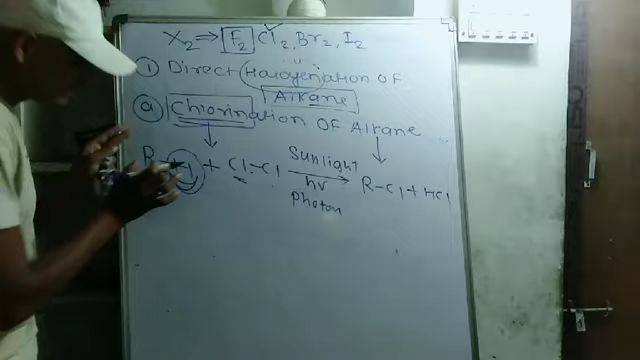 X₂ ⇒ F₂ Cl₂, Br₂, I₂
① Direct Halogenation OF
Alkane
ⓐ Chlorination OF Alkane
R + Cl-Cl Sunlight R-Cl + HCl
hν
photon